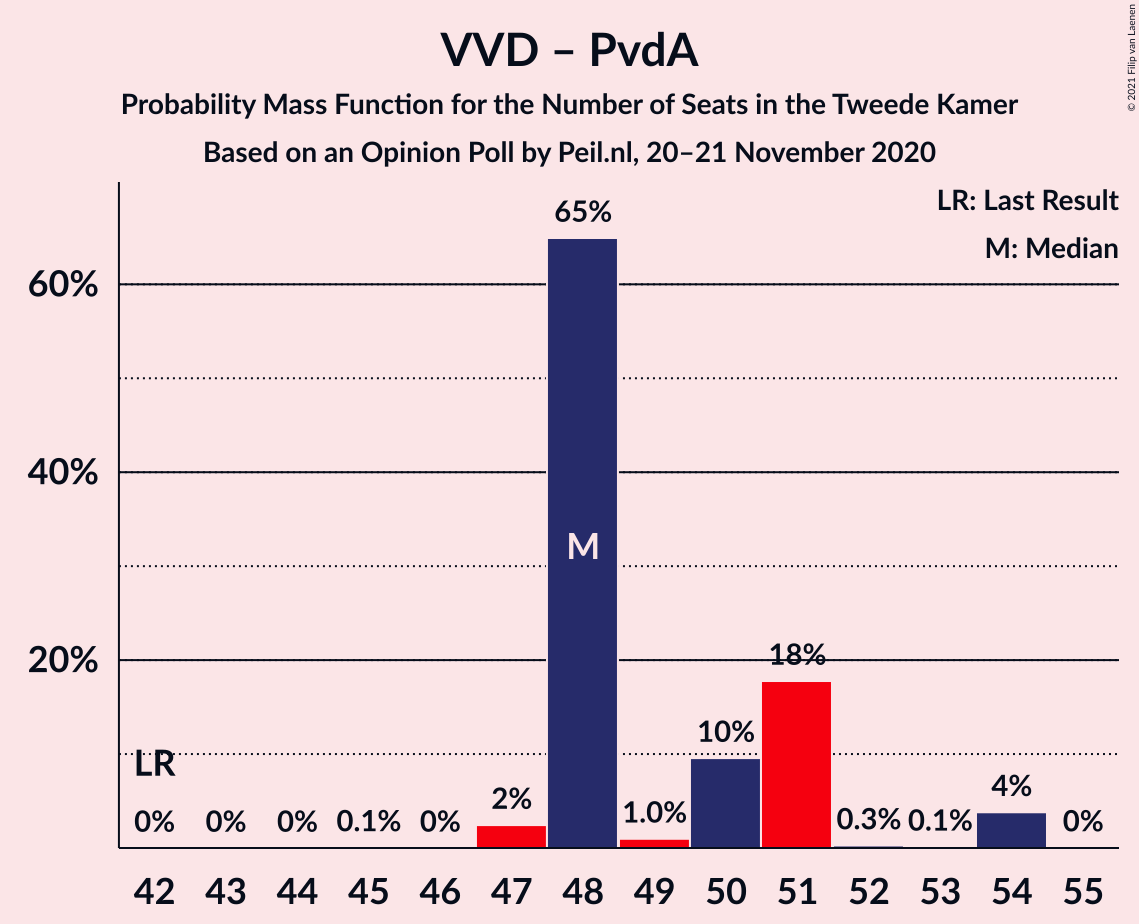 VVD – PvdA
Probability Mass Function for the Number of Seats in the Tweede Kamer
Based on an Opinion Poll by Peil.nl, 20–21 November 2020
© 2021 Filip van Laenen
LR: Last Result
M: Median
65%
60%
40%
M
20%
18%
10%
LR
4%
2%
0% 0% 0% 0.1% 0% 1.0% 0.3% 0.1% 0%
42 43 44 45 46 47 48 49 50 51 52 53 54 55